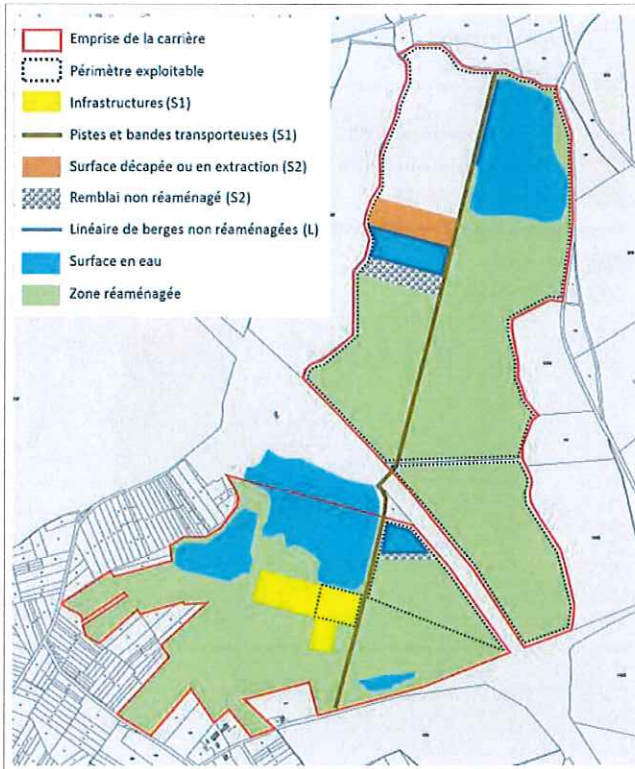 Emprise de la carrière
Périmètre exploitable
Infrastructures (S1)
Pistes et bandes transporteuses (S1)
Surface décapée ou en extraction (S2)
Remblai non réaménagé (S2)
Linéaire de berges non réaménagées (L)
Surface en eau
Zone réaménagée